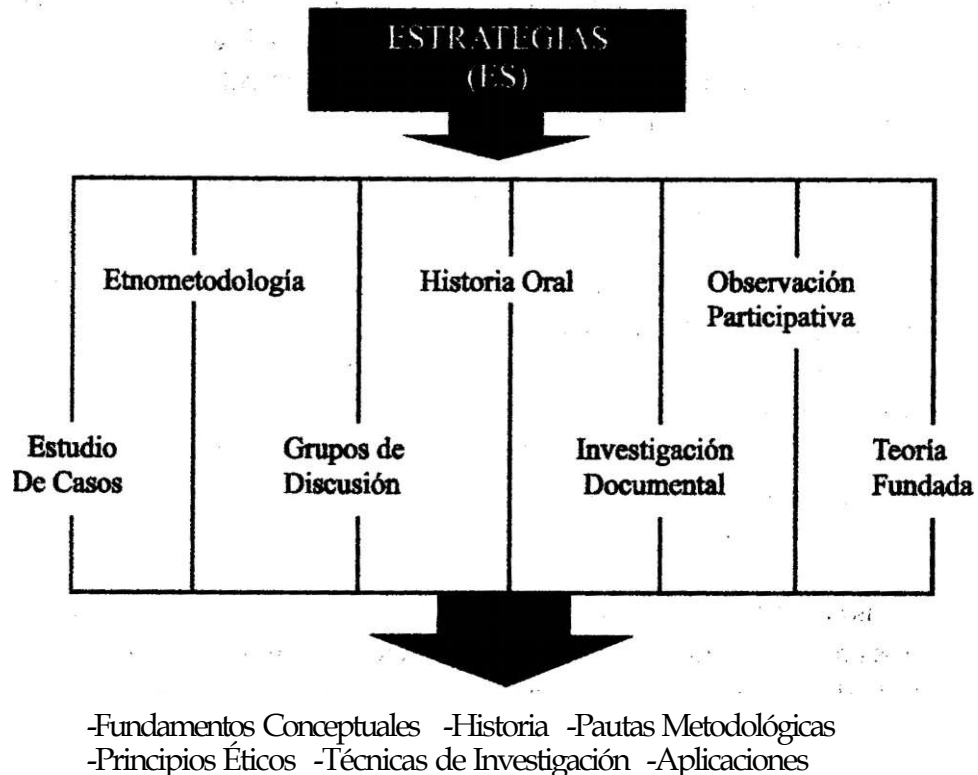 ESTRATEGIAS
(ES)
Etnometodología
Historia Oral
Observación
Participativa
Estudio
De Casos
Grupos de
Discusión
Investigación
Documental
Teoría
Fundada
-Fundamentos Conceptuales -Historia -Pautas Metodológicas
-Principios Éticos -Técnicas de Investigación -Aplicaciones